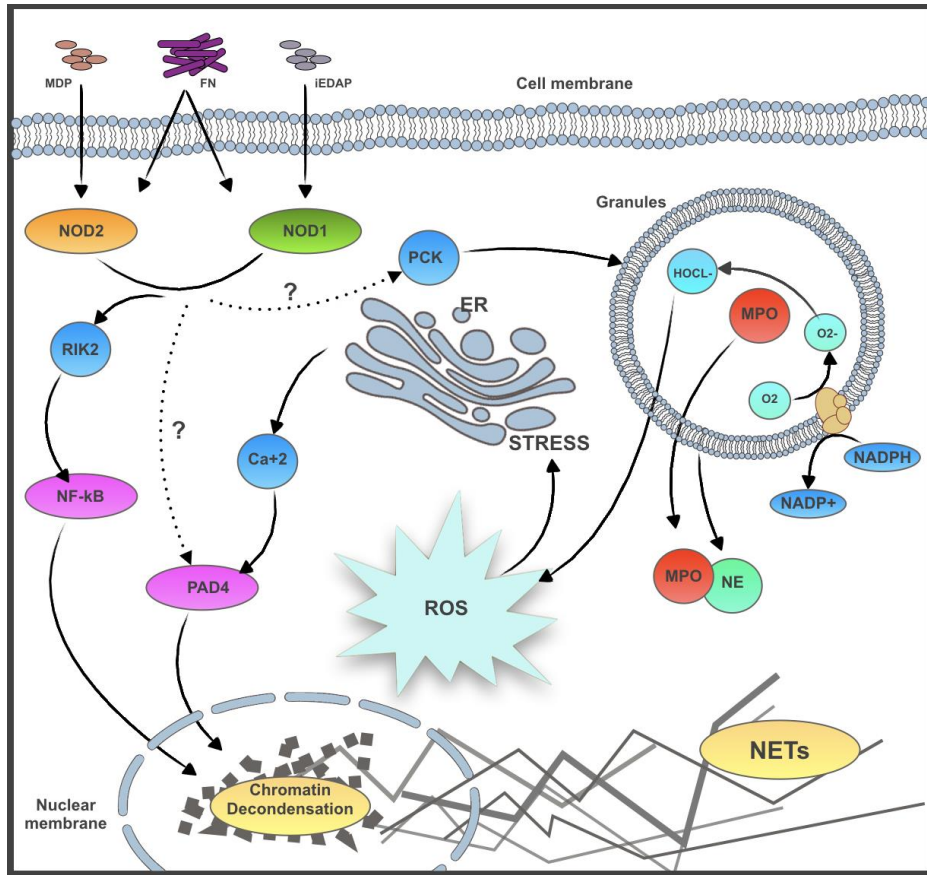 MDP
FN
iEDAP
Cell membrane
NOD2
NOD1
Granules
PCK
HOCL-
?
ER
MPO
O2-
RIK2
O2
?
STRESS
Ca+2
NADPH
NF-kB
NADP+
PAD4
MPO
NE
ROS
NETs
Chromatin
Decondensation
Nuclear
membrane